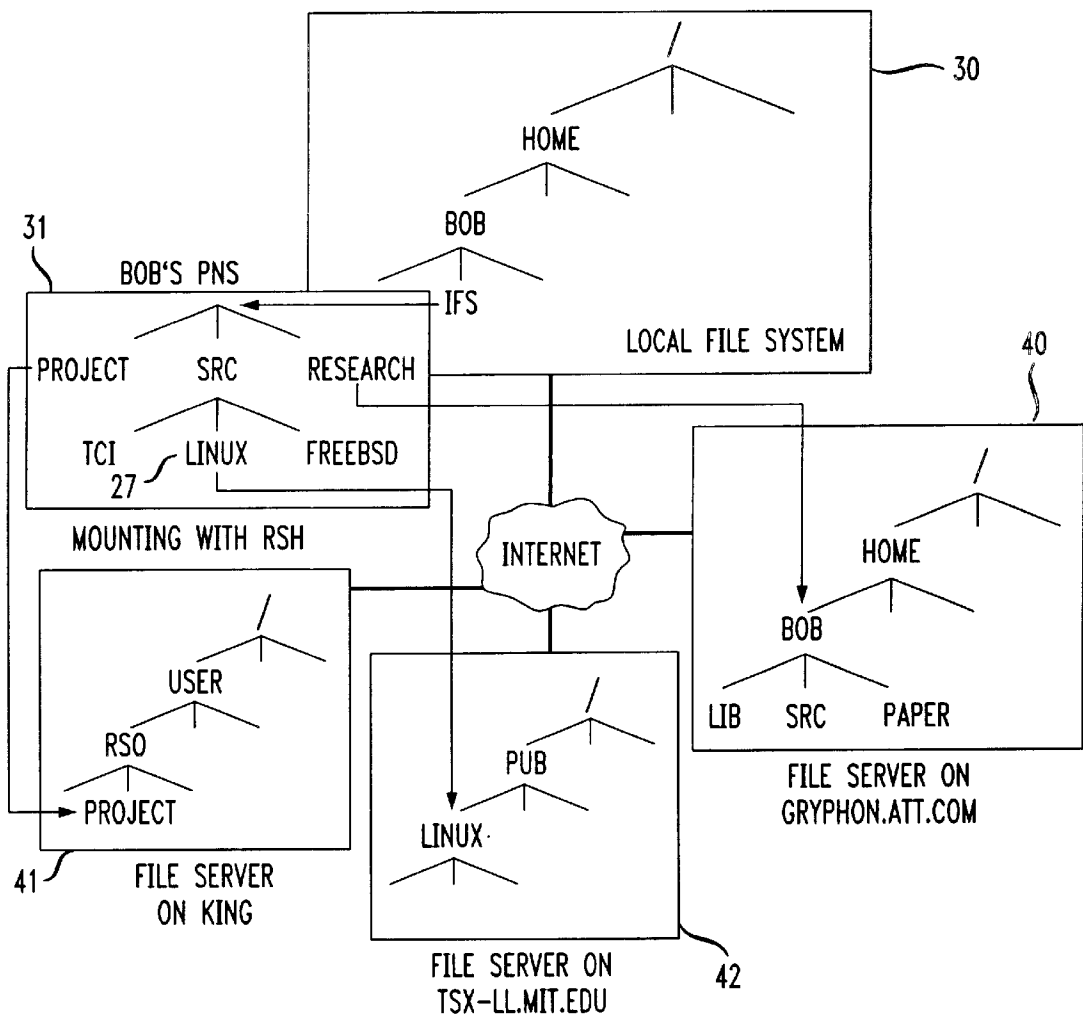 /
30
HOME
BOB
31
BOB'S PNS
IFS
LOCAL FILE SYSTEM
PROJECT SRC RESEARCH
40
TCI LINUX FREEBSD
27
MOUNTING WITH RSH
INTERNET
/
HOME
BOB
LIB SRC PAPER
FILE SERVER ON
GRYPHON.ATT.COM
/
USER
RSO
PROJECT
41
FILE SERVER
ON KING
/
PUB
LINUX
42
FILE SERVER ON
TSX-LL.MIT.EDU